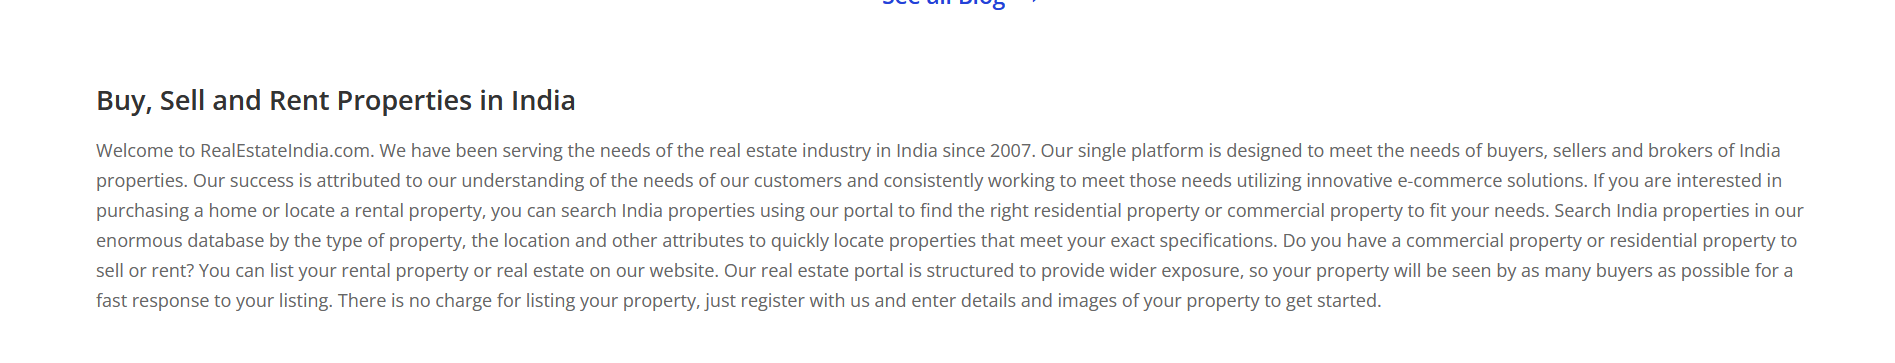 See all Blog
Buy, Sell and Rent Properties in India
Welcome to RealEstateIndia.com. We have been serving the needs of the real estate industry in India since 2007. Our single platform is designed to meet the needs of buyers, sellers and brokers of India
properties. Our success is attributed to our understanding of the needs of our customers and consistently working to meet those needs utilizing innovative e-commerce solutions. If you are interested in
purchasing a home or locate a rental property, you can search India properties using our portal to find the right residential property or commercial property to fit your needs. Search India properties in our
enormous database by the type of property, the location and other attributes to quickly locate properties that meet your exact specifications. Do you have a commercial property or residential property to
sell or rent? You can list your rental property or real estate on our website. Our real estate portal is structured to provide wider exposure, so your property will be seen by as many buyers as possible for a
fast response to your listing. There is no charge for listing your property, just register with us and enter details and images of your property to get started.